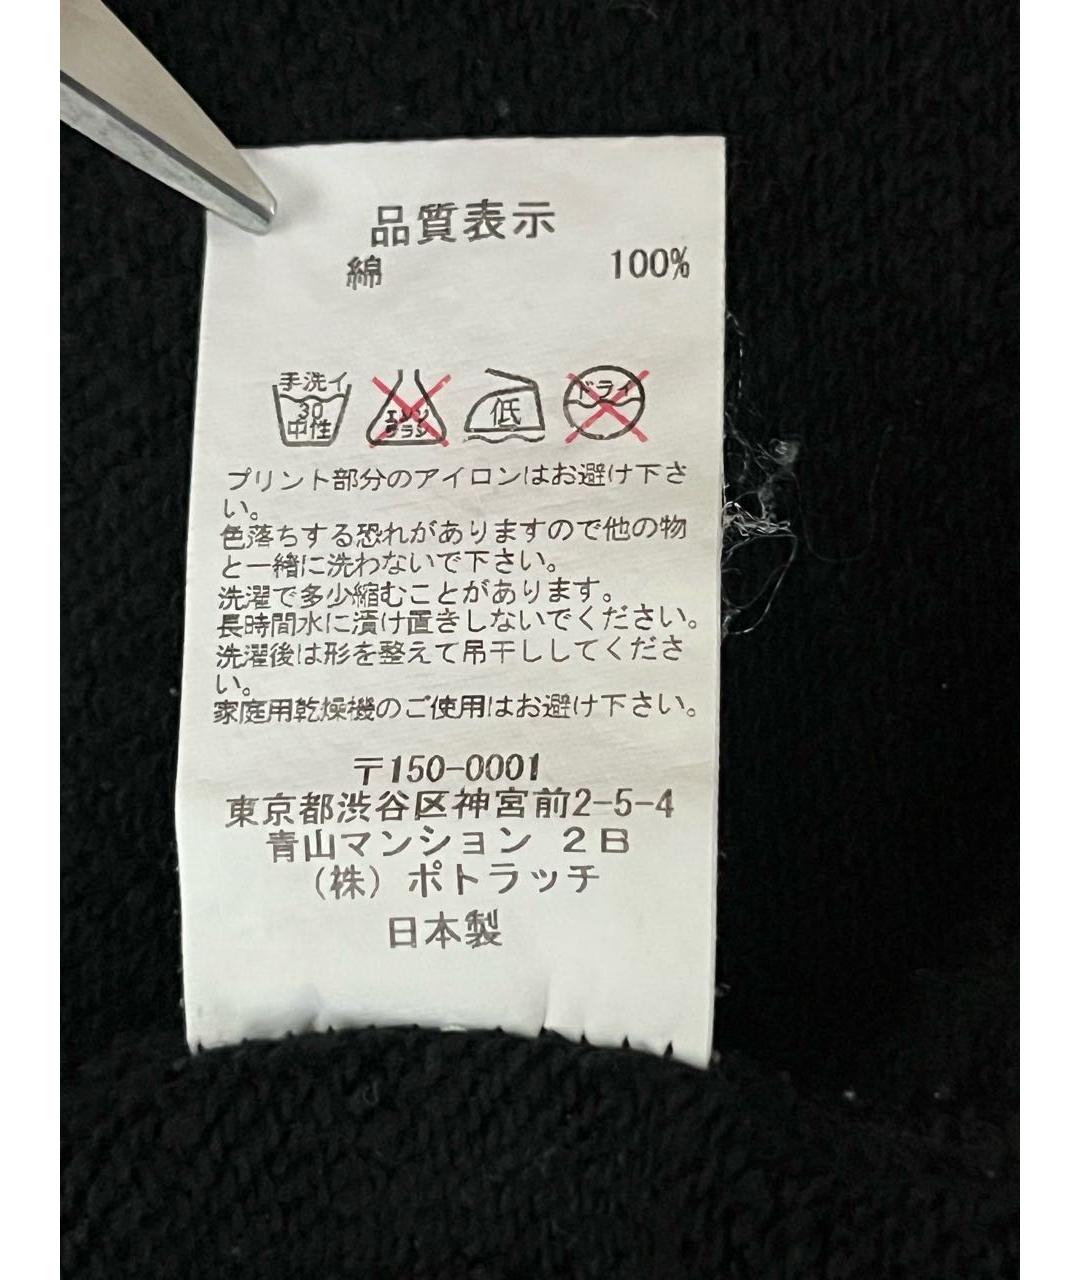 品質表示
綿 100%
手洗イ
30
中性
エンソ
サラシ
低
ドライ
プリント部分のアイロンはお避け下さ
い。
色落ちする恐れがありますので他の物
と一緒に洗わないで下さい。
洗濯で多少縮むことがあります。
長時間水に漬け置きしないでください。
洗濯後は形を整えて吊干ししてくださ
い。
家庭用乾燥機のご使用はお避け下さい。
〒150-0001
東京都渋谷区神宮前2-5-4
青山マンション 2B
(株) ポトラッチ
日本製